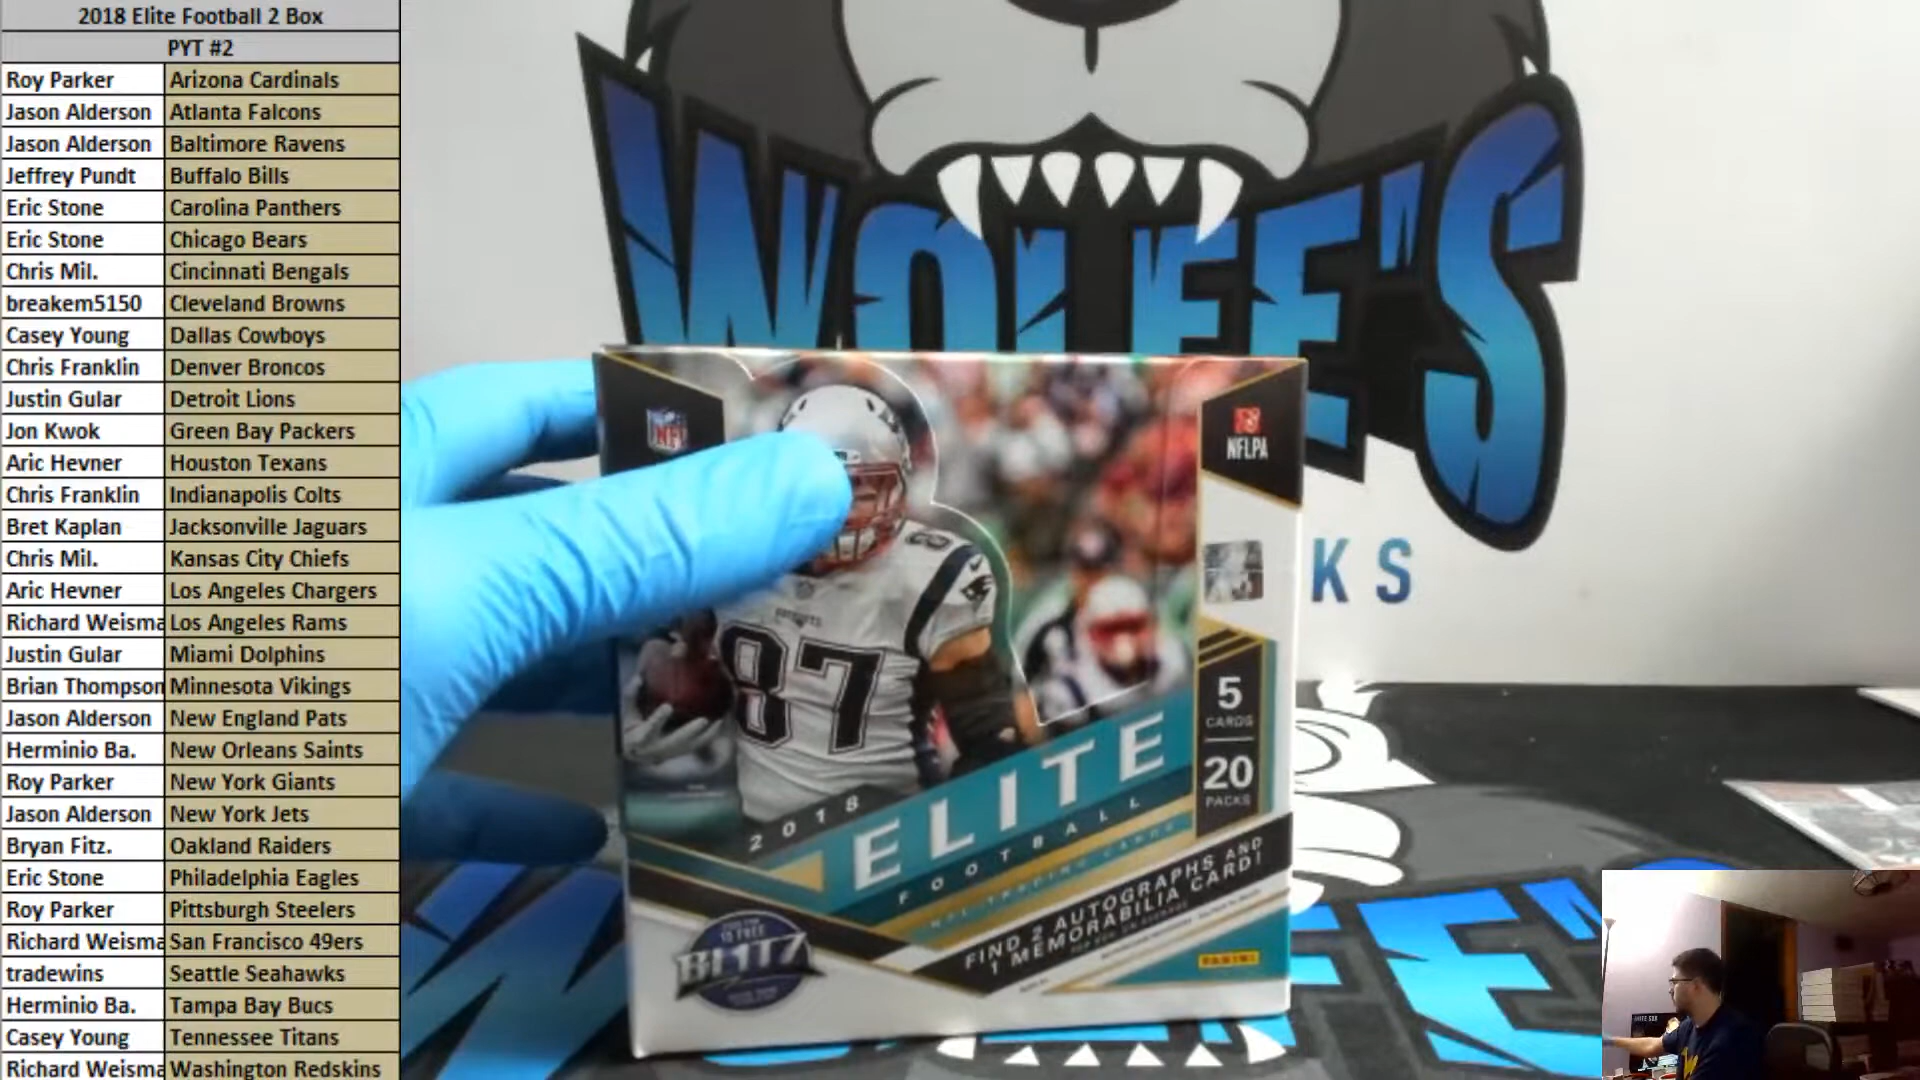 2018 Elite Football 2 Box
PYT #2
Roy Parker Arizona Cardinals
Jason Alderson Atlanta Falcons
Jason Alderson Baltimore Ravens
Jeffrey Pundt Buffalo Bills
Eric Stone Carolina Panthers
Eric Stone Chicago Bears
Chris Mil. Cincinnati Bengals
breakem5150 Cleveland Browns
Casey Young Dallas Cowboys
Chris Franklin Denver Broncos
Justin Gular Detroit Lions
Jon Kwok Green Bay Packers
Aric Hevner Houston Texans
Chris Franklin Indianapolis Colts
Bret Kaplan Jacksonville Jaguars
Chris Mil. Kansas City Chiefs
Aric Hevner Los Angeles Chargers
Richard Weisma Los Angeles Rams
Justin Gular Miami Dolphins
Brian Thompson Minnesota Vikings
Jason Alderson New England Pats
Herminio Ba. New Orleans Saints
Roy Parker New York Giants
Jason Alderson New York Jets
Bryan Fitz. Oakland Raiders
Eric Stone Philadelphia Eagles
Roy Parker Pittsburgh Steelers
Richard Weisma San Francisco 49ers
tradewins Seattle Seahawks
Herminio Ba. Tampa Bay Bucs
Casey Young Tennessee Titans
Richard Weisma Washington Redskins
WOLFE'S
KS
NFL
NFLPA
87
5
CARDS
20
PACKS
2018
ELITE
FOOTBALL
NFL TRADING CARDS
FIND 2 AUTOGRAPHS AND
1 MEMORABILIA CARD!
BLITZ
PANINI